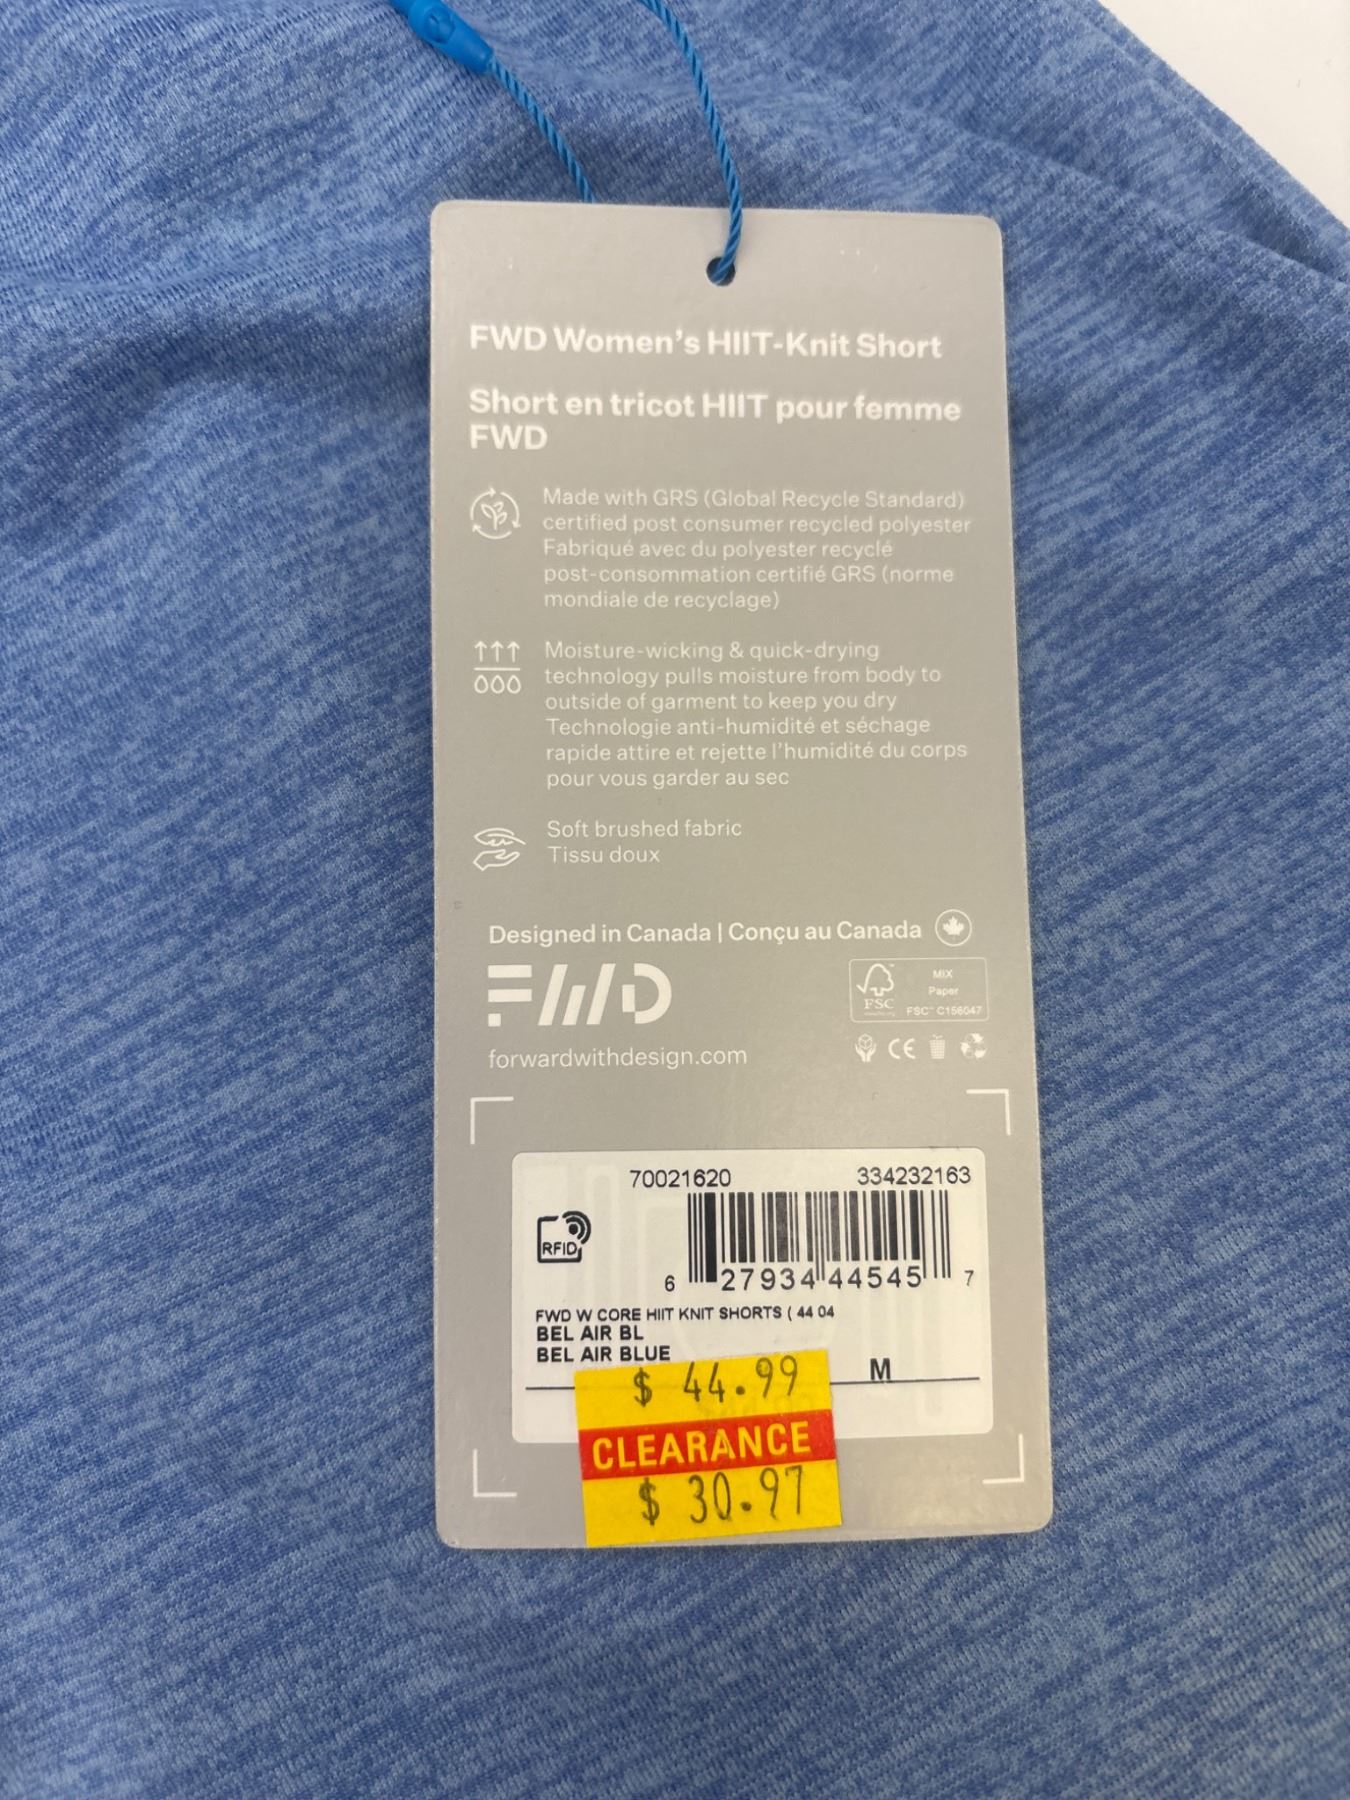 FWD Women's HIIT-Knit Short
Short en tricot HIIT pour femme
FWD
Made with GRS (Global Recycle Standard)
certified post consumer recycled polyester
Fabriqué avec du polyester recyclé
post-consommation certifié GRS (norme
mondiale de recyclage)
Moisture-wicking & quick-drying
technology pulls moisture from body to
outside of garment to keep you dry
Technologie anti-humidité et séchage
rapide attire et rejette l'humidité du corps
pour vous garder au sec
Soft brushed fabric
Tissu doux
Designed in Canada | Conçu au Canada
FWD
MIX
Paper
FSC
FSC™ C156047
forwardwithdesign.com
CE
70021620 334232163
RFID
6 27934 44545 7
FWD W CORE HIIT KNIT SHORTS ( 44 04
BEL AIR BL
BEL AIR BLUE
M
$ 44.99
CLEARANCE
$ 30.97